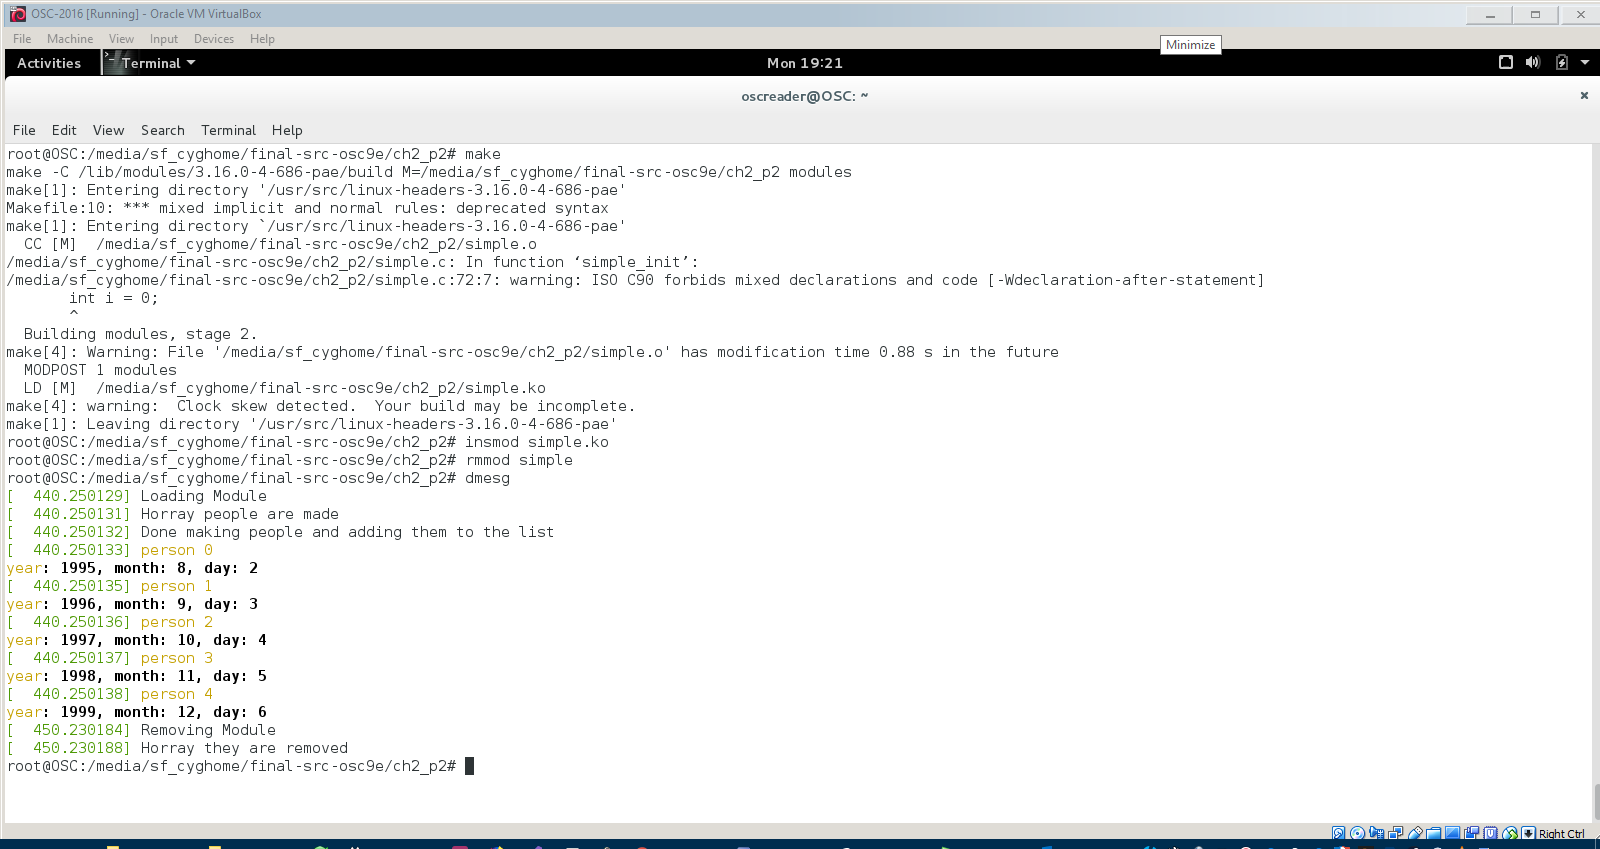 OSC-2016 [Running] - Oracle VM VirtualBox
File Machine View Input Devices Help
Minimize
Activities Terminal Mon 19:21
oscreader@OSC: ~
File Edit View Search Terminal Help
root@OSC:/media/sf_cyghome/final-src-osc9e/ch2_p2# make
make -C /lib/modules/3.16.0-4-686-pae/build M=/media/sf_cyghome/final-src-osc9e/ch2_p2 modules
make[1]: Entering directory '/usr/src/linux-headers-3.16.0-4-686-pae'
Makefile:10: *** mixed implicit and normal rules: deprecated syntax
make[1]: Entering directory `/usr/src/linux-headers-3.16.0-4-686-pae'
CC [M]  /media/sf_cyghome/final-src-osc9e/ch2_p2/simple.o
/media/sf_cyghome/final-src-osc9e/ch2_p2/simple.c: In function ‘simple_init’:
/media/sf_cyghome/final-src-osc9e/ch2_p2/simple.c:72:7: warning: ISO C90 forbids mixed declarations and code [-Wdeclaration-after-statement]
int i = 0;
^
Building modules, stage 2.
make[4]: Warning: File '/media/sf_cyghome/final-src-osc9e/ch2_p2/simple.o' has modification time 0.88 s in the future
MODPOST 1 modules
LD [M]  /media/sf_cyghome/final-src-osc9e/ch2_p2/simple.ko
make[4]: warning:  Clock skew detected.  Your build may be incomplete.
make[1]: Leaving directory '/usr/src/linux-headers-3.16.0-4-686-pae'
root@OSC:/media/sf_cyghome/final-src-osc9e/ch2_p2# insmod simple.ko
root@OSC:/media/sf_cyghome/final-src-osc9e/ch2_p2# rmmod simple
root@OSC:/media/sf_cyghome/final-src-osc9e/ch2_p2# dmesg
[  440.250129] Loading Module
[  440.250131] Horray people are made
[  440.250132] Done making people and adding them to the list
[  440.250133] person 0
year: 1995, month: 8, day: 2
[  440.250135] person 1
year: 1996, month: 9, day: 3
[  440.250136] person 2
year: 1997, month: 10, day: 4
[  440.250137] person 3
year: 1998, month: 11, day: 5
[  440.250138] person 4
year: 1999, month: 12, day: 6
[  450.230184] Removing Module
[  450.230188] Horray they are removed
root@OSC:/media/sf_cyghome/final-src-osc9e/ch2_p2#
Right Ctrl